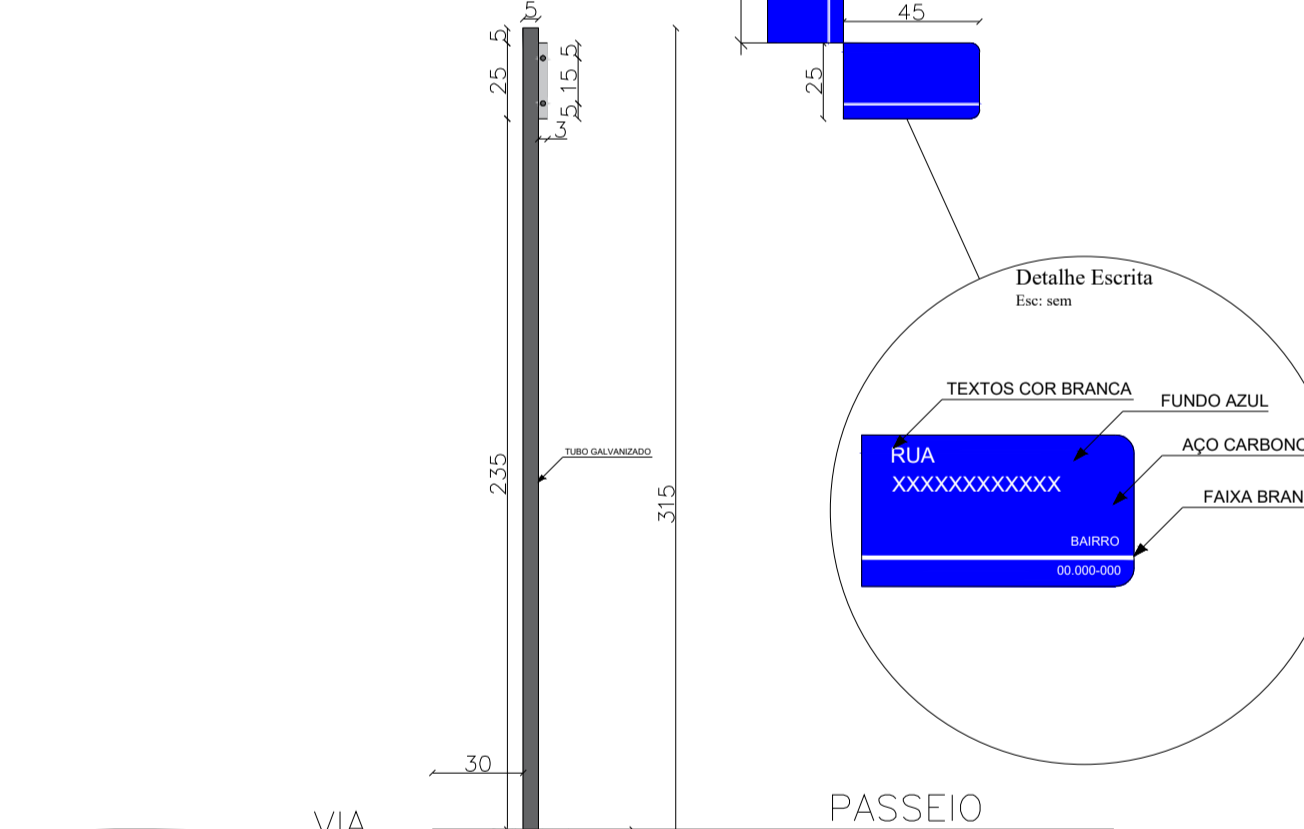 5
45
5
25
5
15
5
3
25
Detalhe Escrita
Esc: sem
TEXTOS COR BRANCA
FUNDO AZUL
AÇO CARBONO
FAIXA BRAN
RUA
XXXXXXXXXXXX
BAIRRO
00.000-000
TUBO GALVANIZADO
235
315
30
VIA
PASSEIO